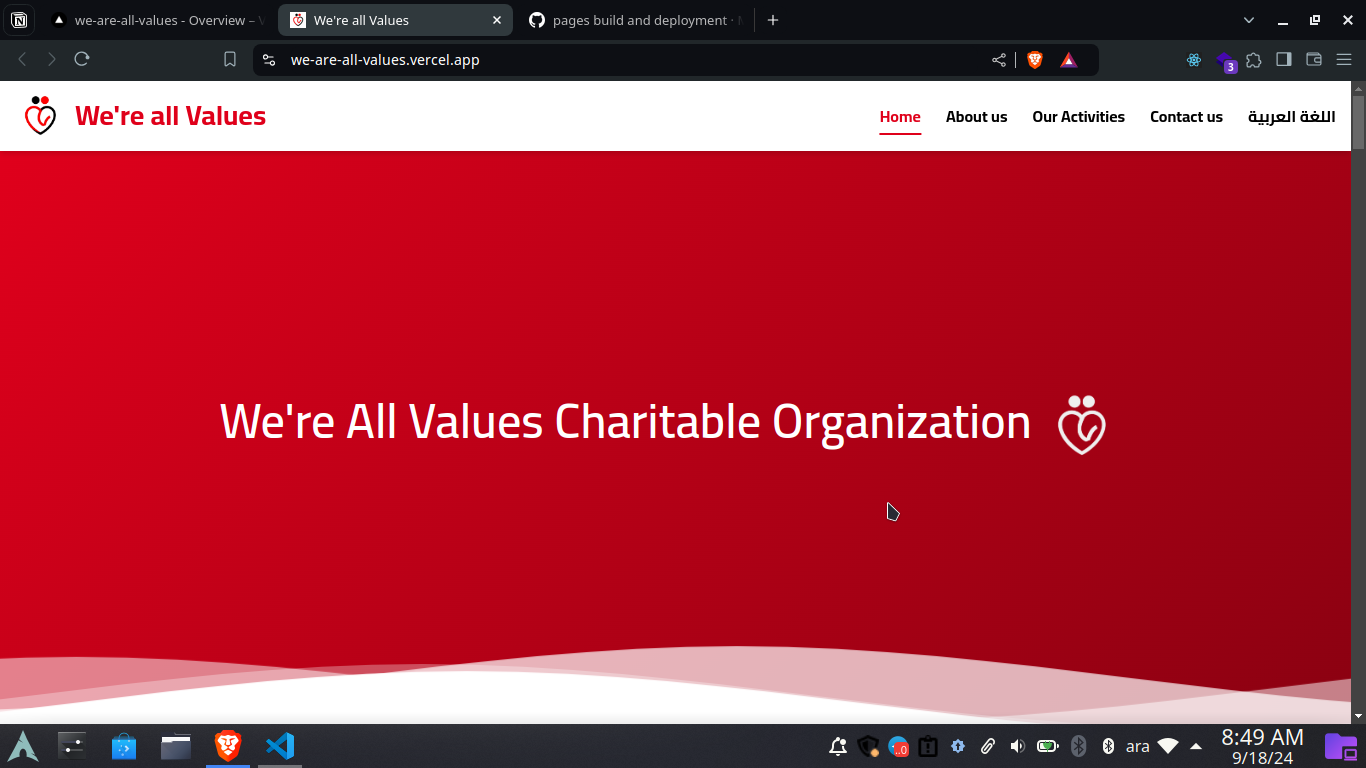 we-are-all-values - Overview –
We're all Values
pages build and deployment ·
we-are-all-values.vercel.app
3
We're all Values
Home
About us
Our Activities
Contact us
اللغة العربية
We're All Values Charitable Organization
ara
8:49 AM
9/18/24